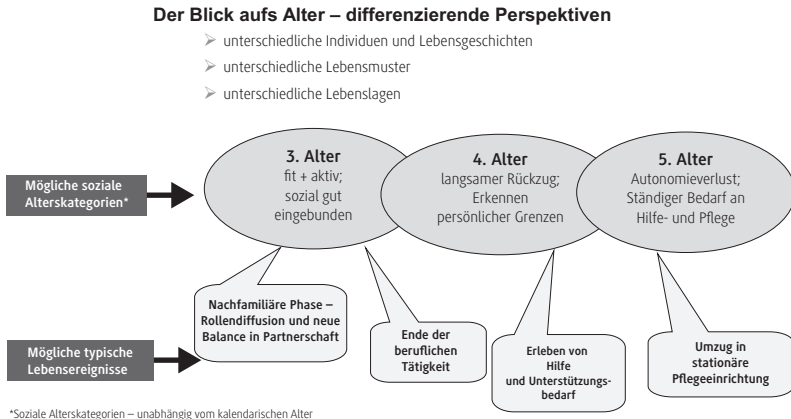 Der Blick aufs Alter – differenzierende Perspektiven
➢ unterschiedliche Individuen und Lebensgeschichten
➢ unterschiedliche Lebensmuster
➢ unterschiedliche Lebenslagen
Mögliche soziale
Alterskategorien*
3. Alter
fit + aktiv;
sozial gut
eingebunden
4. Alter
langsamer Rückzug;
Erkennen
persönlicher Grenzen
5. Alter
Autonomieverlust;
Ständiger Bedarf an
Hilfe- und Pflege
Mögliche typische
Lebensereignisse
Nachfamiliäre Phase –
Rollendiffusion und neue
Balance in Partnerschaft
Ende der
beruflichen
Tätigkeit
Erleben von
Hilfe
und Unterstützungs-
bedarf
Umzug in
stationäre
Pflegeeinrichtung
*Soziale Alterskategorien – unabhängig vom kalendarischen Alter